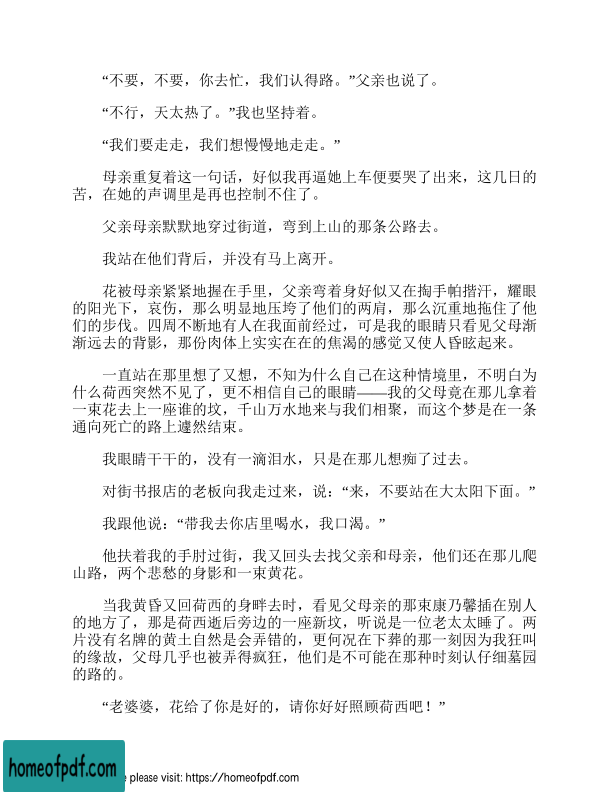 “不要，不要，你去忙，我们认得路。”父亲也说了。
“不行，天太热了。”我也坚持着。
“我们要走走，我们想慢慢地走走。”
母亲重复着这一句话，好似我再逼她上车便要哭了出来，这几日的
苦，在她的声调里是再也控制不住了。
父亲母亲默默地穿过街道，弯到上山的那条公路去。
我站在他们背后，并没有马上离开。
花被母亲紧紧地握在手里，父亲弯着身好似又在掏手帕揩汗，耀眼
的阳光下，哀伤，那么明显地压垮了他们的两肩，那么沉重地拖住了他
们的步伐。四周不断地有人在我面前经过，可是我的眼睛只看见父母渐
渐远去的背影，那份肉体上实实在在的焦渴的感觉又使人昏眩起来。
一直站在那里想了又想，不知为什么自己在这种情境里，不明白为
什么荷西突然不见了，更不相信自己的眼睛——我的父母竟在那儿拿着
一束花去上一座谁的坟，千山万水地来与我们相聚，而这个梦是在一条
通向死亡的路上遽然结束。
我眼睛干干的，没有一滴泪水，只是在那儿想痴了过去。
对街书报店的老板向我走过来，说：“来，不要站在大太阳下面。”
我跟他说：“带我去你店里喝水，我口渴。”
他扶着我的手肘过街，我又回头去找父亲和母亲，他们还在那儿爬
山路，两个悲愁的身影和一束黄花。
当我黄昏又回荷西的身畔去时，看见父母亲的那束康乃馨插在别人
的地方了，那是荷西逝后旁边的一座新坟，听说是一位老太太睡了。两
片没有名牌的黄土自然是会弄错的，更何况在下葬的那一刻因为我狂叫
的缘故，父母几乎也被弄得疯狂，他们是不可能在那种时刻认仔细墓园
的路的。
“老婆婆，花给了你是好的，请你好好照顾荷西吧！”
homeofpdf.com
e please visit: https://homeofpdf.com